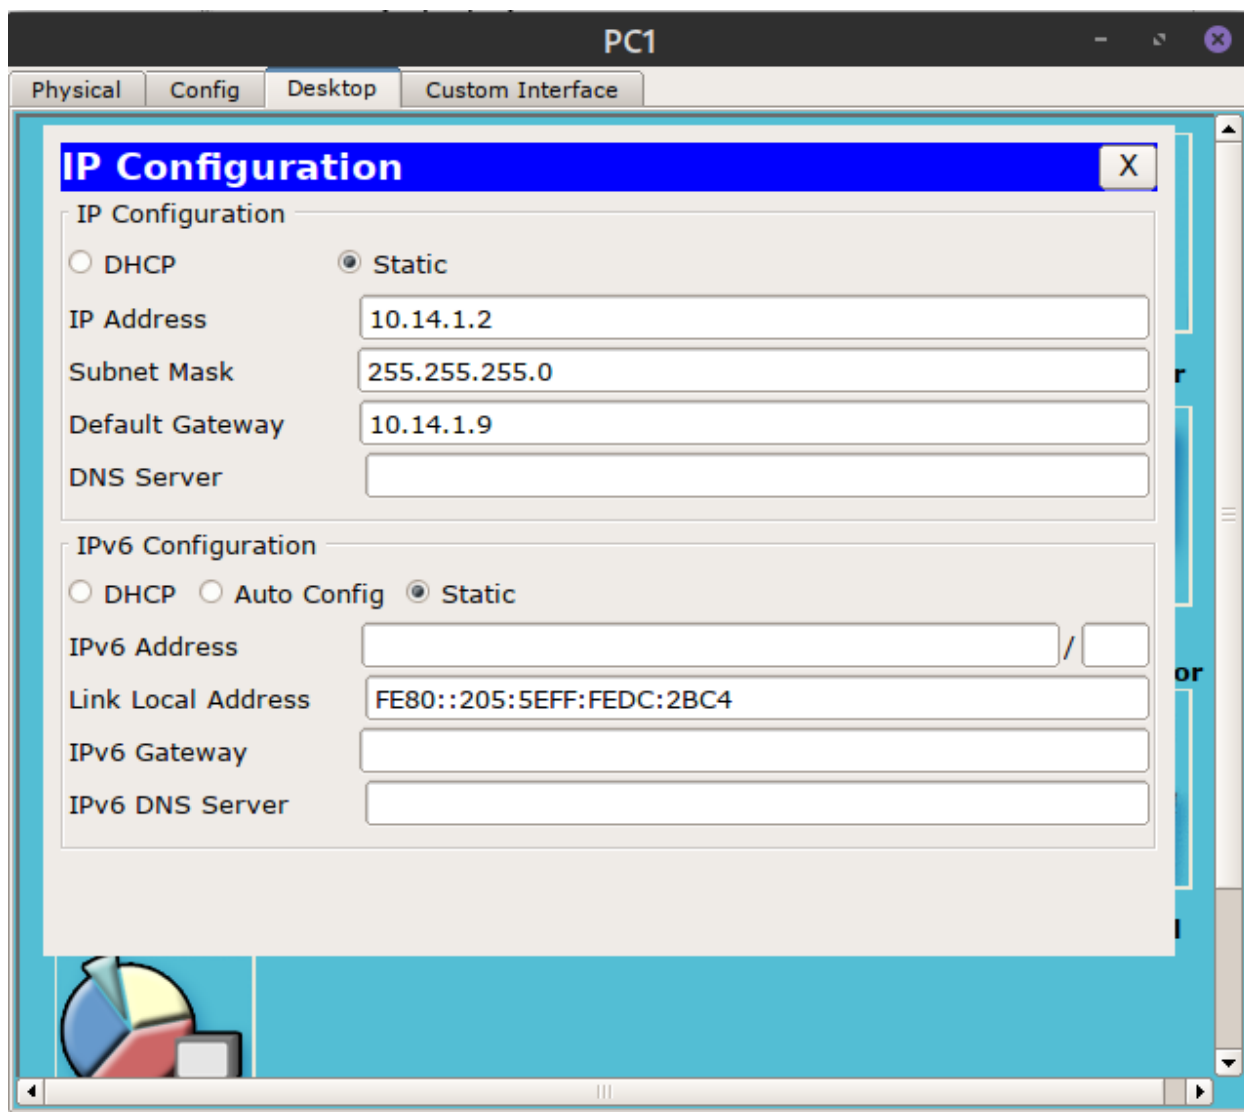 PC1
Physical Config Desktop Custom Interface
IP Configuration X
IP Configuration
DHCP Static
IP Address 10.14.1.2
Subnet Mask 255.255.255.0
Default Gateway 10.14.1.9
DNS Server
IPv6 Configuration
DHCP Auto Config Static
IPv6 Address /
Link Local Address FE80::205:5EFF:FEDC:2BC4
IPv6 Gateway
IPv6 DNS Server